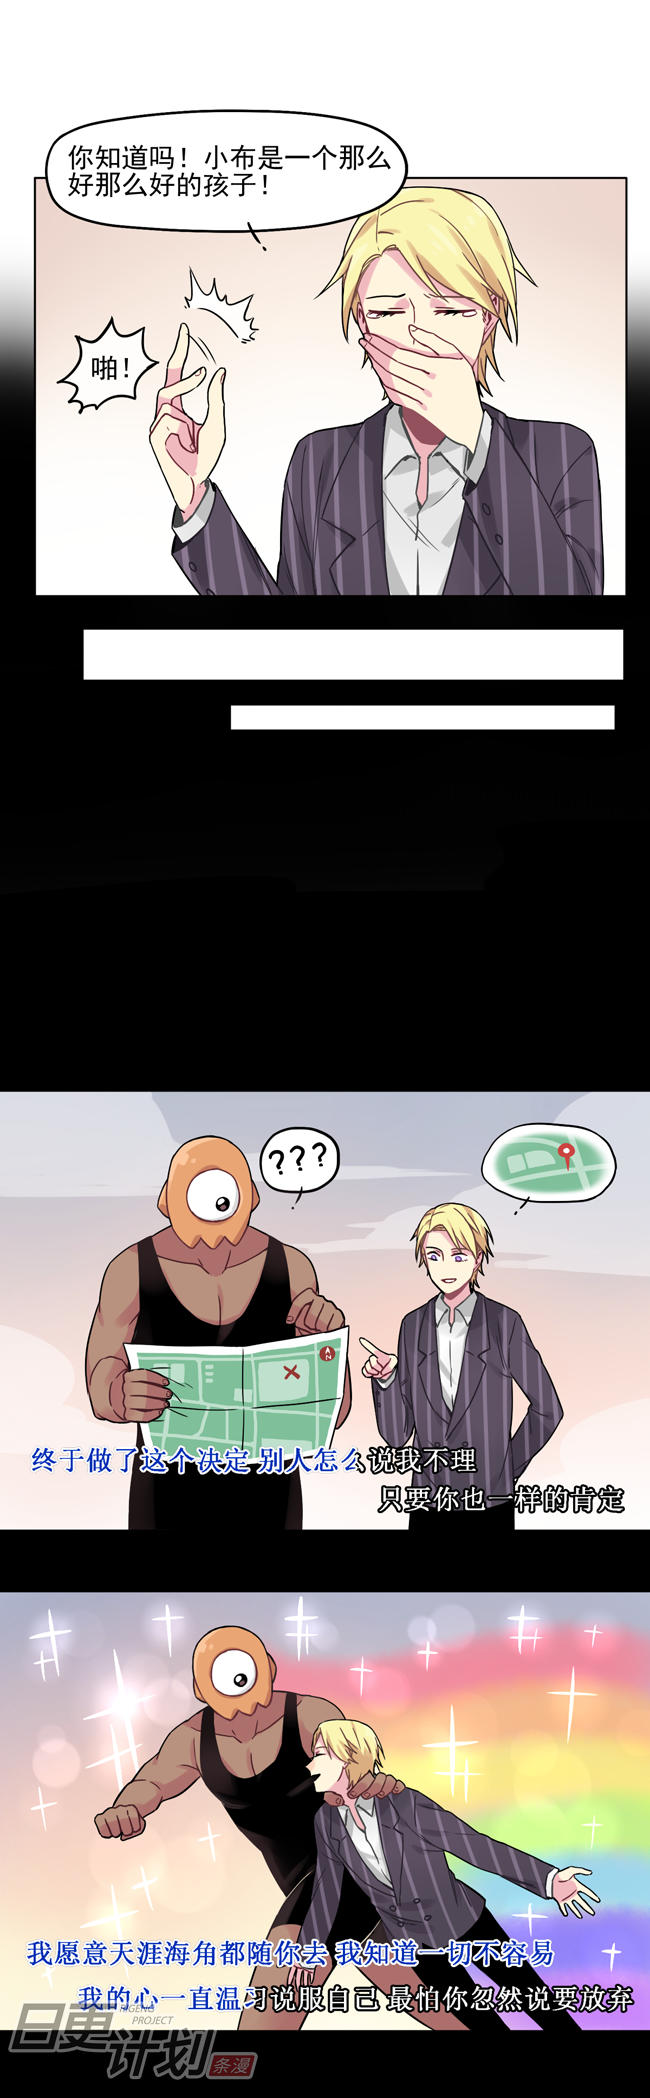 你知道吗！小布是一个那么
好那么好的孩子！
啪！
???
N
终于做了这个决定 别人怎么说我不理
只要你也一样的肯定
我愿意天涯海角都随你去 我知道一切不容易
我的心一直温习说服自己 最怕你忽然说要放弃
RIGENG
PROJECT
日更计划
条漫